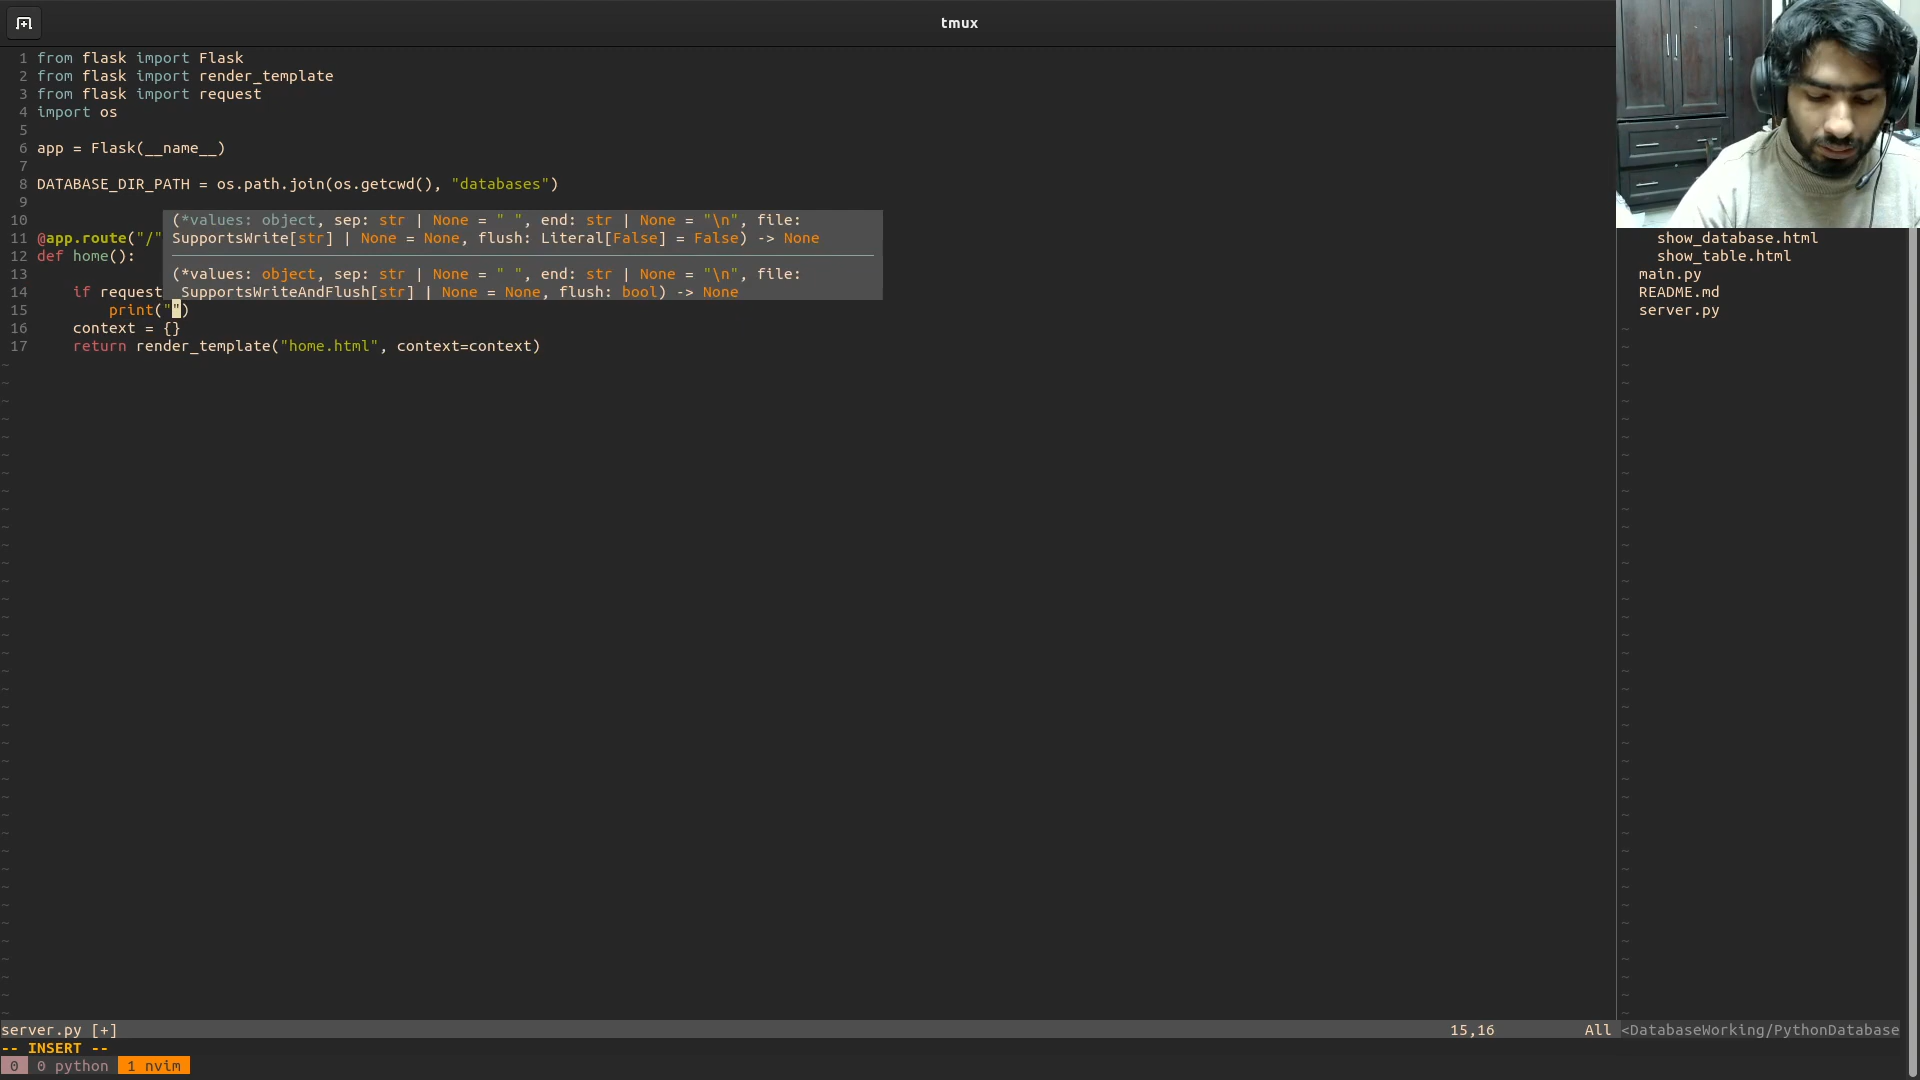 tmux
1 from flask import Flask
2 from flask import render_template
3 from flask import request
4 import os
5
6 app = Flask(__name__)
7
8 DATABASE_DIR_PATH = os.path.join(os.getcwd(), "databases")
9
10 (*values: object, sep: str | None = " ", end: str | None = "\n", file:
11 @app.route("/" SupportsWrite[str] | None = None, flush: Literal[False] = False) -> None
12 def home():
13 (*values: object, sep: str | None = " ", end: str | None = "\n", file:
14 if request _SupportsWriteAndFlush[str] | None = None, flush: bool) -> None
15 print("")
16 context = {}
17 return render_template("home.html", context=context)
show_database.html
show_table.html
main.py
README.md
server.py
server.py [+] 15,16 All <DatabaseWorking/PythonDatabase
-- INSERT --
0 0 python 1 nvim